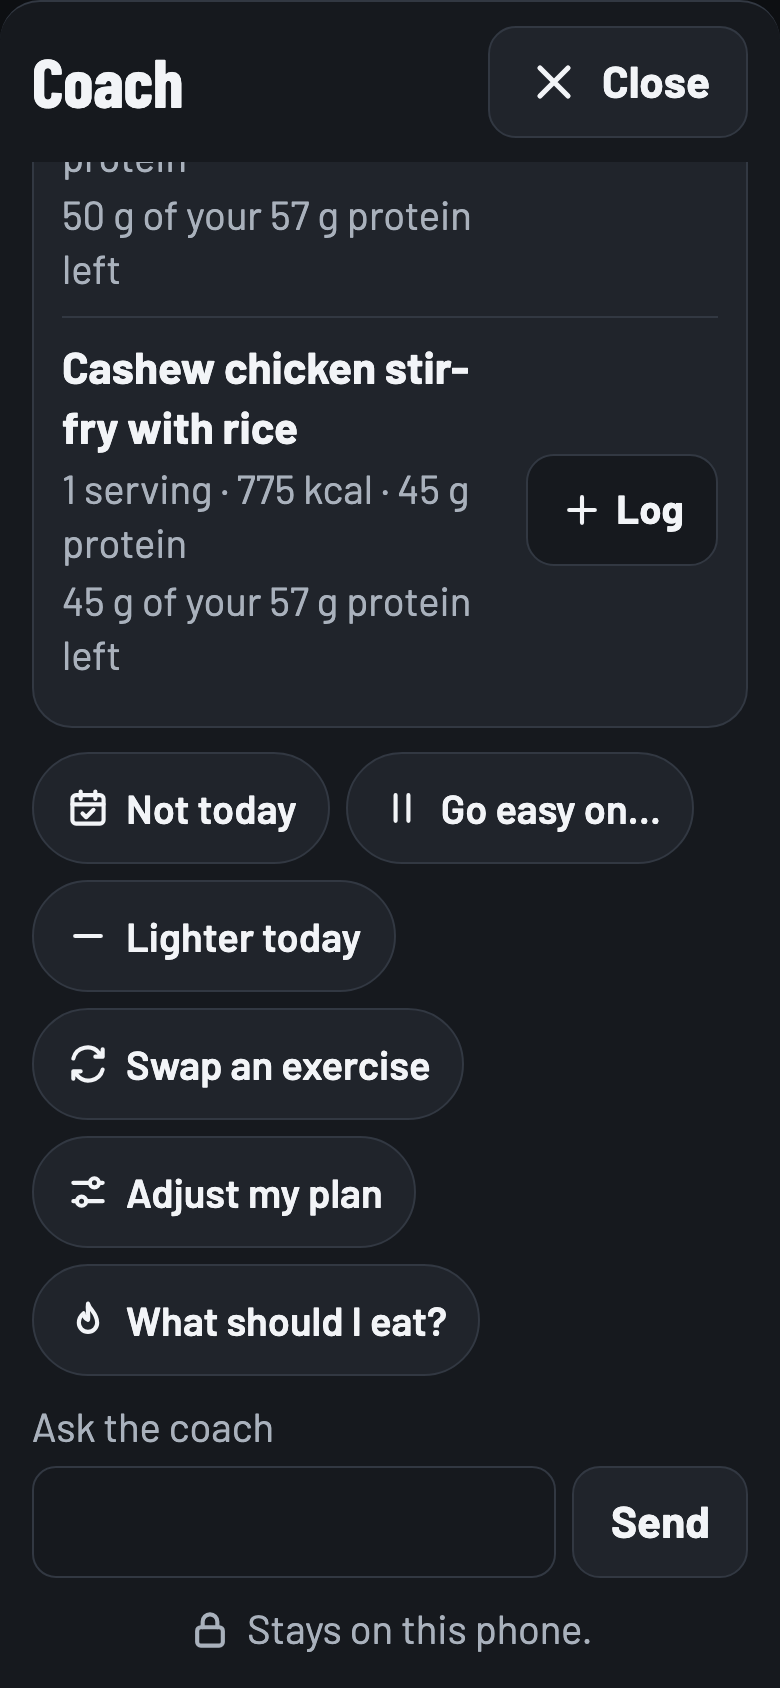 Coach
Close
protein
50 g of your 57 g protein
left
Cashew chicken stir-
fry with rice
1 serving · 775 kcal · 45 g
protein
+ Log
45 g of your 57 g protein
left
Not today
Go easy on...
Lighter today
Swap an exercise
Adjust my plan
What should I eat?
Ask the coach
Send
Stays on this phone.